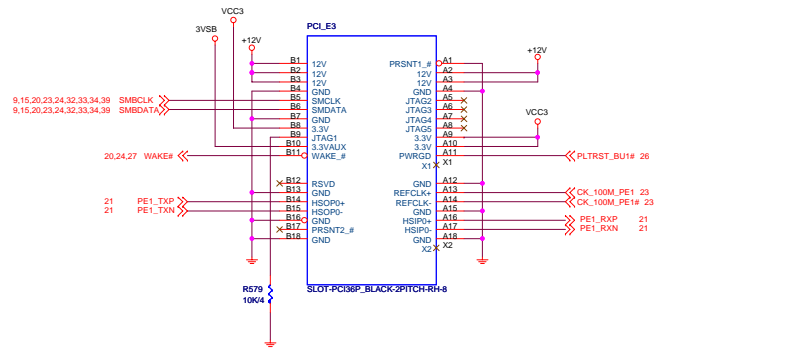 VCC3
PCI_E3
3VSB
+12V
+12V
B1 12V PRSNT1_# A1
B2 12V 12V A2
B3 12V 12V A3
B4 GND GND A4
9,15,20,23,24,32,33,34,39 SMBCLK B5 SMCLK JTAG2 A5
9,15,20,23,24,32,33,34,39 SMBDATA B6 SMDATA JTAG3 A6
B7 GND JTAG4 A7
VCC3
B8 3.3V JTAG5 A8
B9 JTAG1 3.3V A9
B10 3.3VAUX 3.3V A10
20,24,27 WAKE# B11 WAKE_# PWRGD A11 PLTRST_BU1# 26
X1 X1
B12 RSVD GND A12
B13 GND REFCLK+ A13 CK_100M_PE1 23
21 PE1_TXP B14 HSOP0+ REFCLK- A14 CK_100M_PE1# 23
21 PE1_TXN B15 HSOP0- GND A15
B16 GND HSIP0+ A16 PE1_RXP 21
B17 PRSNT2_# HSIP0- A17 PE1_RXN 21
B18 GND GND A18
X2 X2
R579
10K/4
SLOT-PCI36P_BLACK-2PITCH-RH-8